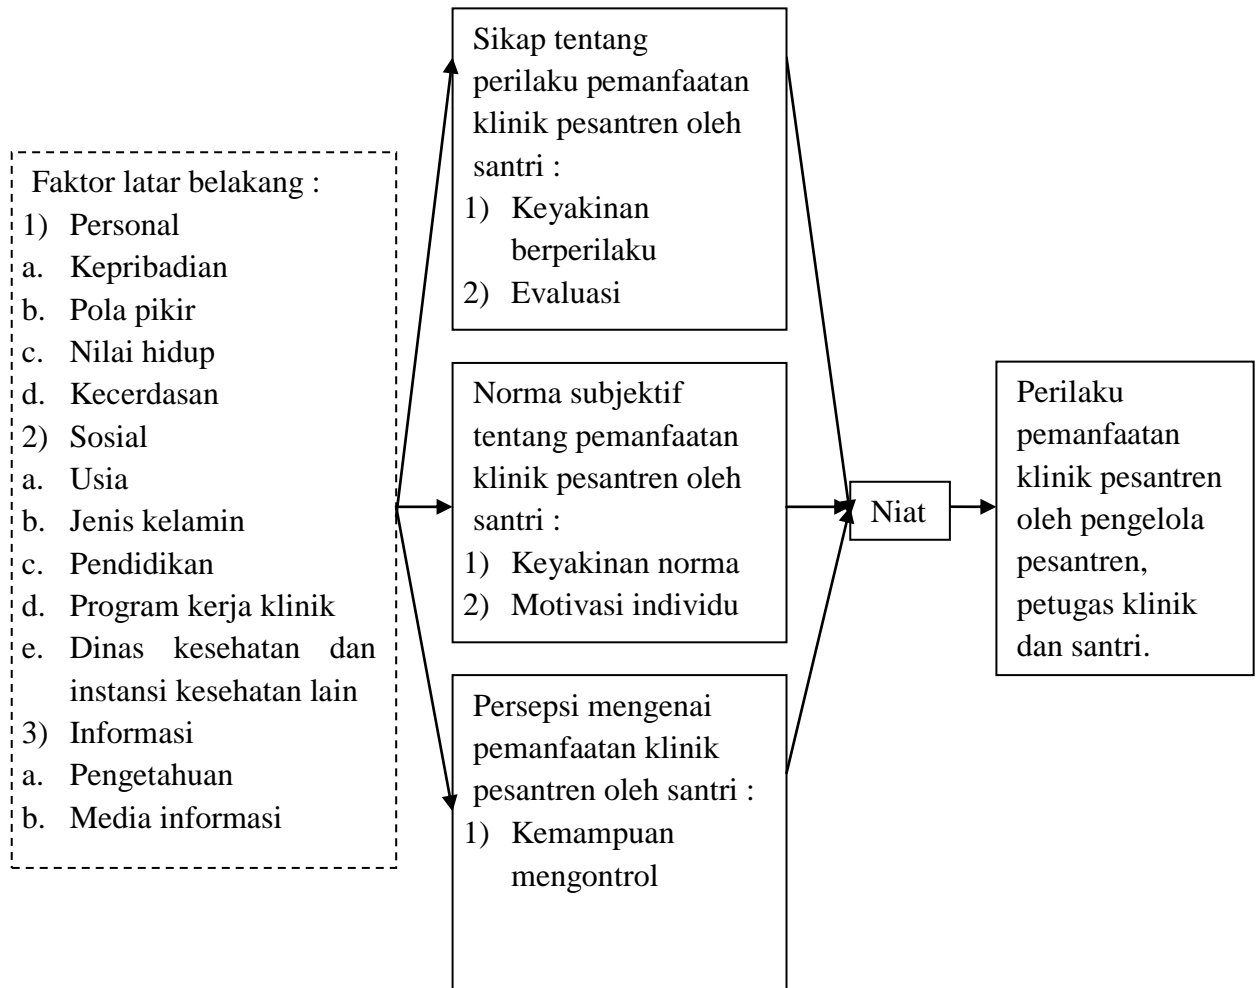 Faktor latar belakang :
1) Personal
a. Kepribadian
b. Pola pikir
c. Nilai hidup
d. Kecerdasan
2) Sosial
a. Usia
b. Jenis kelamin
c. Pendidikan
d. Program kerja klinik
e. Dinas kesehatan dan
instansi kesehatan lain
3) Informasi
a. Pengetahuan
b. Media informasi
Sikap tentang
perilaku pemanfaatan
klinik pesantren oleh
santri :
1) Keyakinan
berperilaku
2) Evaluasi
Norma subjektif
tentang pemanfaatan
klinik pesantren oleh
santri :
1) Keyakinan norma
2) Motivasi individu
Persepsi mengenai
pemanfaatan klinik
pesantren oleh santri :
1) Kemampuan
mengontrol
Niat
Perilaku
pemanfaatan
klinik pesantren
oleh pengelola
pesantren,
petugas klinik
dan santri.